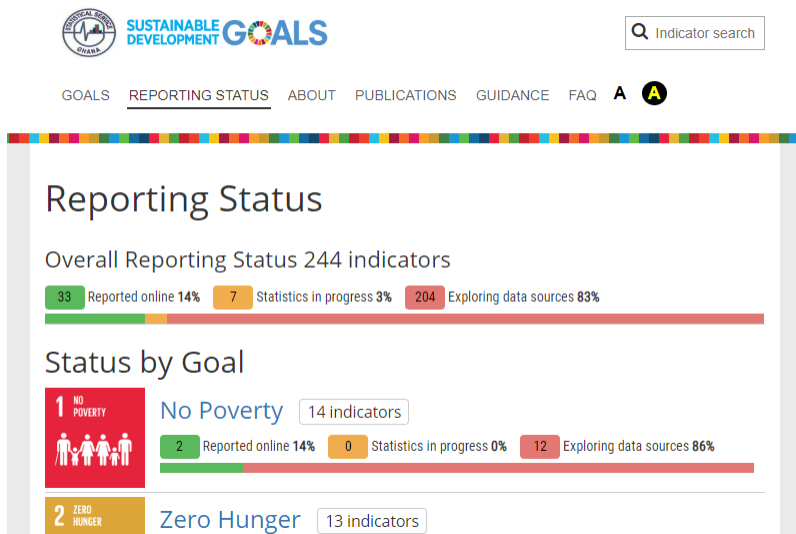 STATISTICAL SERVICE
GHANA
SUSTAINABLE
DEVELOPMENT
GOALS
Indicator search
GOALS REPORTING STATUS ABOUT PUBLICATIONS GUIDANCE FAQ A A
Reporting Status
Overall Reporting Status 244 indicators
33 Reported online 14% 7 Statistics in progress 3% 204 Exploring data sources 83%
Status by Goal
1 NO
POVERTY
No Poverty 14 indicators
2 Reported online 14% 0 Statistics in progress 0% 12 Exploring data sources 86%
2 ZERO
HUNGER
Zero Hunger 13 indicators